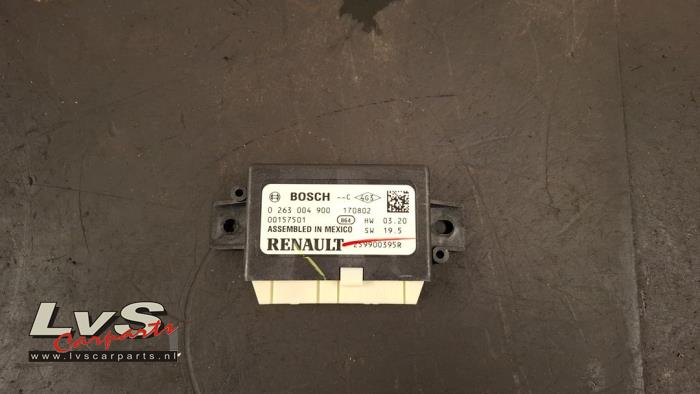 BOSCH --C 4G3
0 263 004 900 170802
00157501 864 HW 03.20
ASSEMBLED IN MEXICO SW 19.5
RENAULT 259900395R
LvS
Carparts
www.lvscarparts.nl